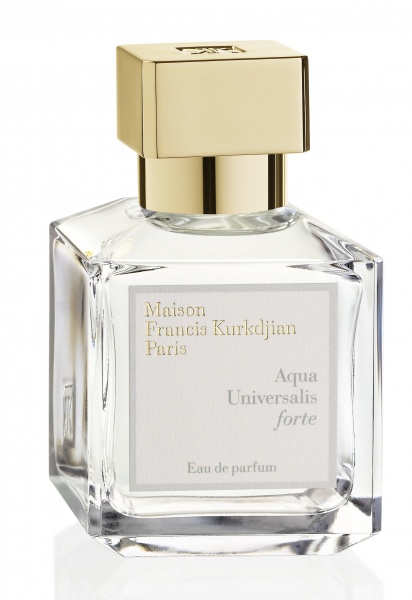 Maison
Francis Kurkdjian
Paris
Aqua
Universalis
forte
Eau de parfum